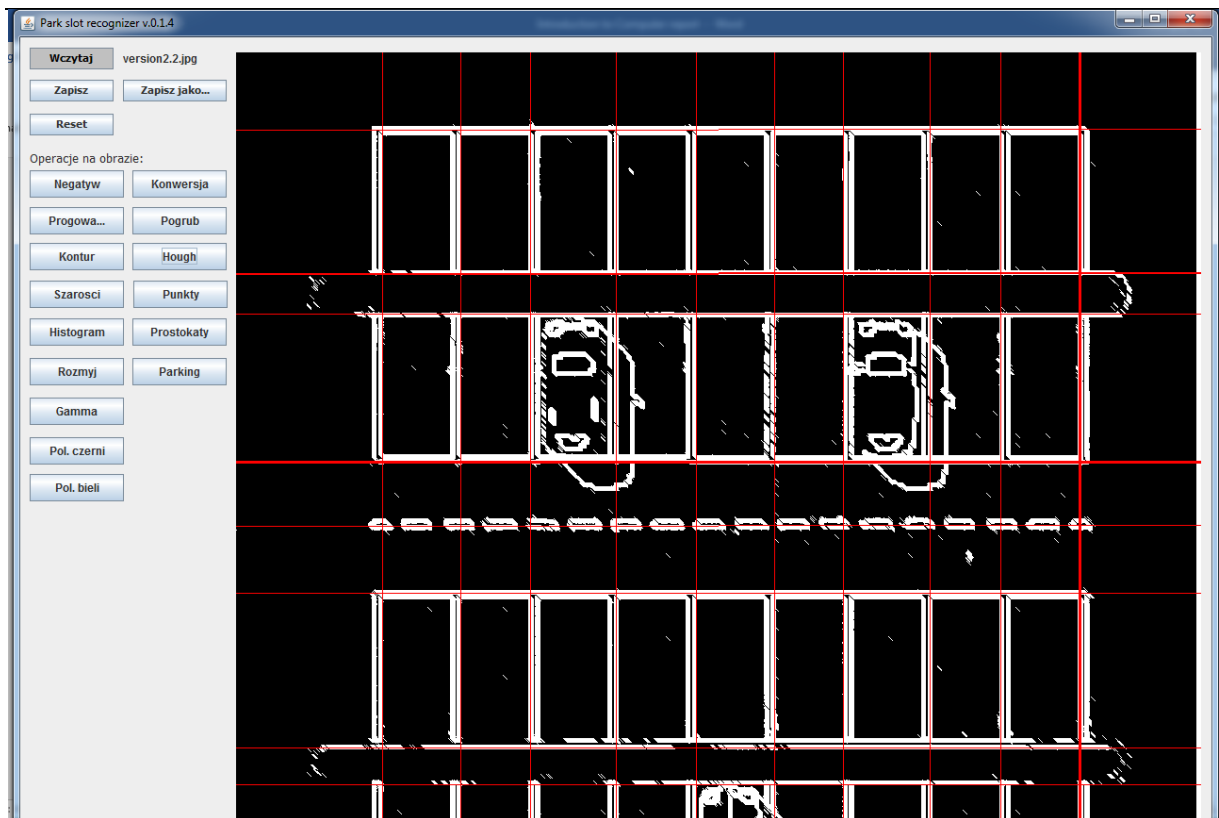 Park slot recognizer v.0.1.4
Wczytaj version2.2.jpg
Zapisz Zapisz jako...
Reset
Operacje na obrazie:
Negatyw Konwersja
Progowa... Pogrub
Kontur Hough
Szarosci Punkty
Histogram Prostokaty
Rozmyj Parking
Gamma
Pol. czerni
Pol. bieli